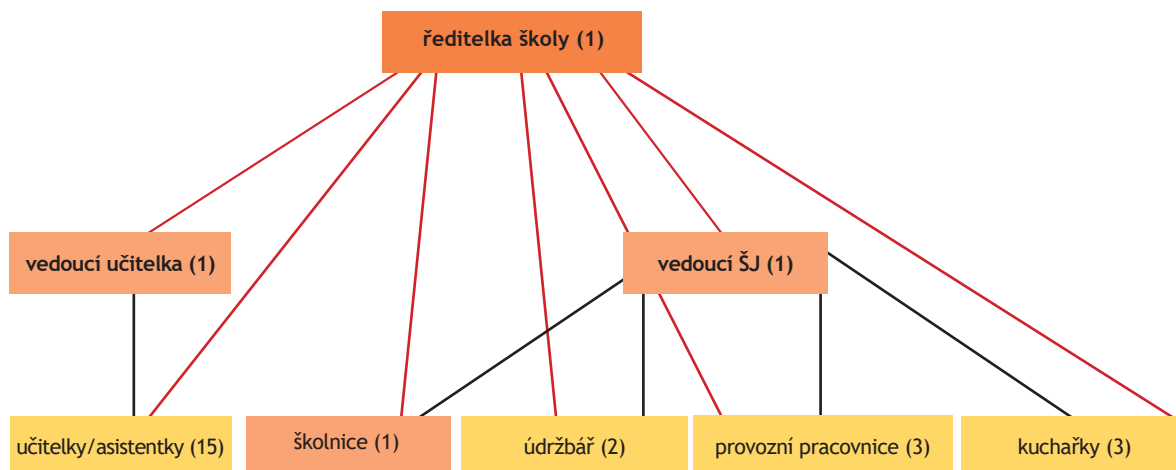 ředitelka školy (1)
vedoucí učitelka (1)
vedoucí ŠJ (1)
učitelky/asistentky (15)
školnice (1)
údržbář (2)
provozní pracovnice (3)
kuchařky (3)